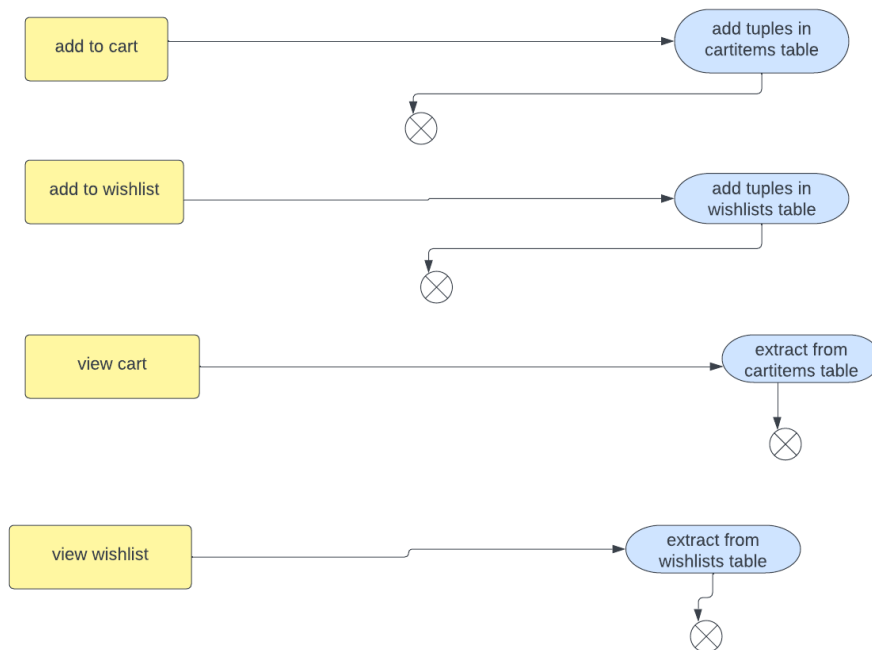 add to cart
add tuples in
cartitems table
add to wishlist
add tuples in
wishlists table
view cart
extract from
cartitems table
view wishlist
extract from
wishlists table